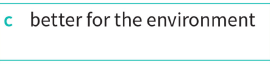 c better for the environment